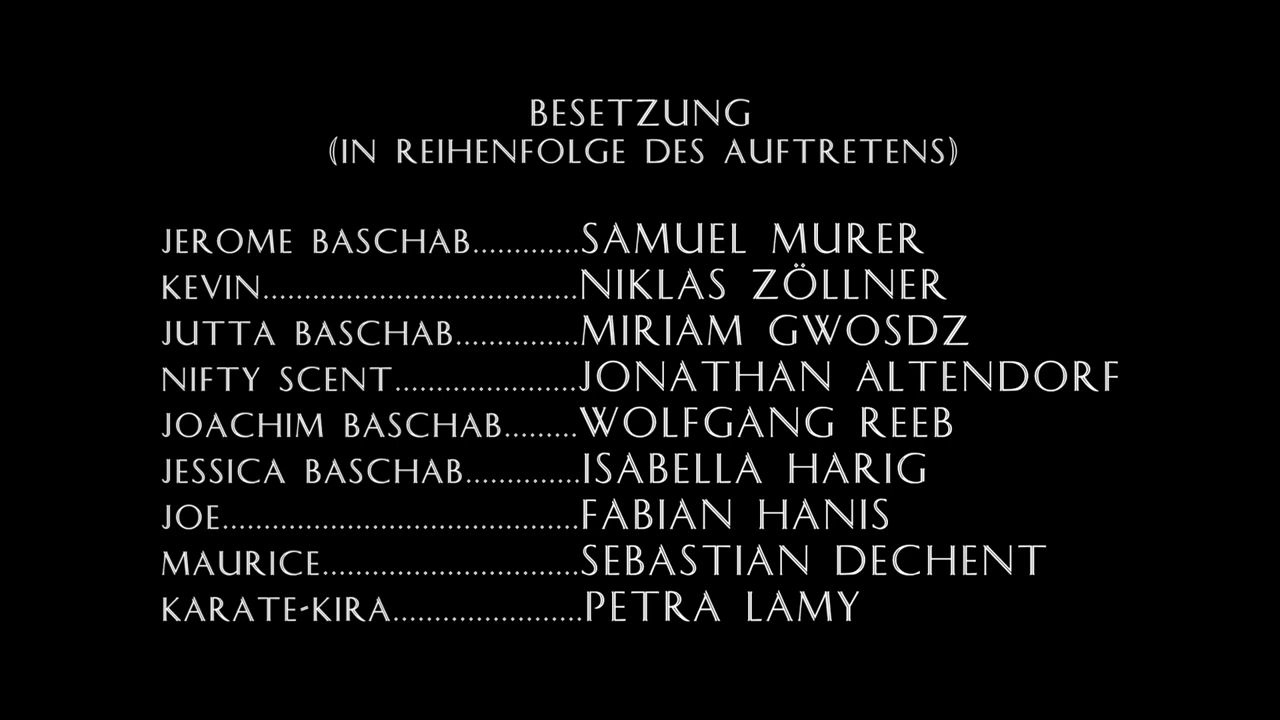 BESETZUNG
(IN REIHENFOLGE DES AUFTRETENS)
JEROME BASCHAB.............SAMUEL MURER
KEVIN......................................NIKLAS ZÖLLNER
JUTTA BASCHAB...............MIRIAM GWOSDZ
NIFTY SCENT......................JONATHAN ALTENDORF
JOACHIM BASCHAB.........WOLFGANG REEB
JESSICA BASCHAB..............ISABELLA HARIG
JOE...........................................FABIAN HANIS
MAURICE...............................SEBASTIAN DECHENT
KARATE-KIRA.......................PETRA LAMY